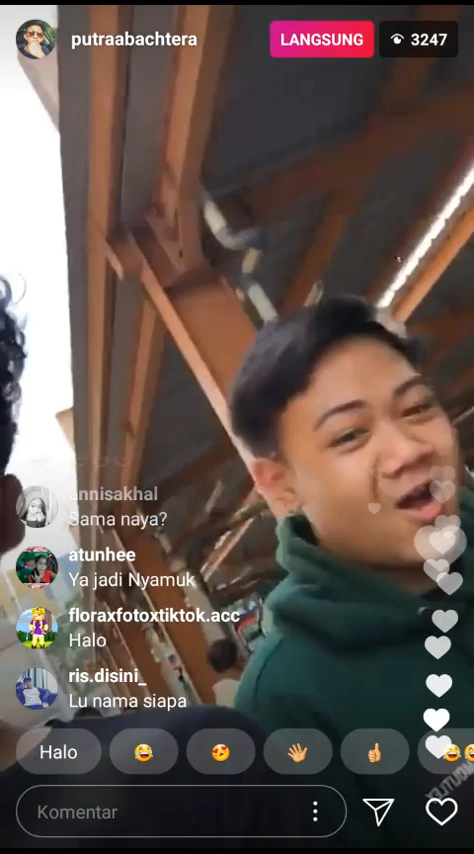 putraabachtera
LANGSUNG
3247
annisakhal
Sama naya?
atunhee
Ya jadi Nyamuk
floraxfotoxtiktok.acc
Halo
ris.disini_
Lu nama siapa
Halo
Komentar